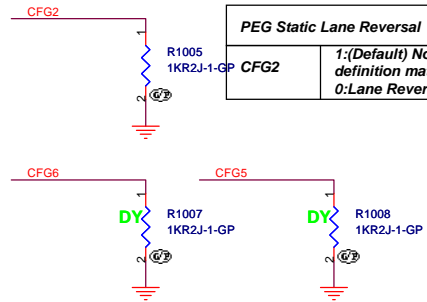 CFG2
1
R1005
1KR2J-1-GP
2
G/P
PEG Static Lane Reversal
CFG2
1:(Default) No
definition ma
0:Lane Rever
CFG6
CFG5
1
DY
R1007
1KR2J-1-GP
2
G/P
1
DY
R1008
1KR2J-1-GP
2
G/P